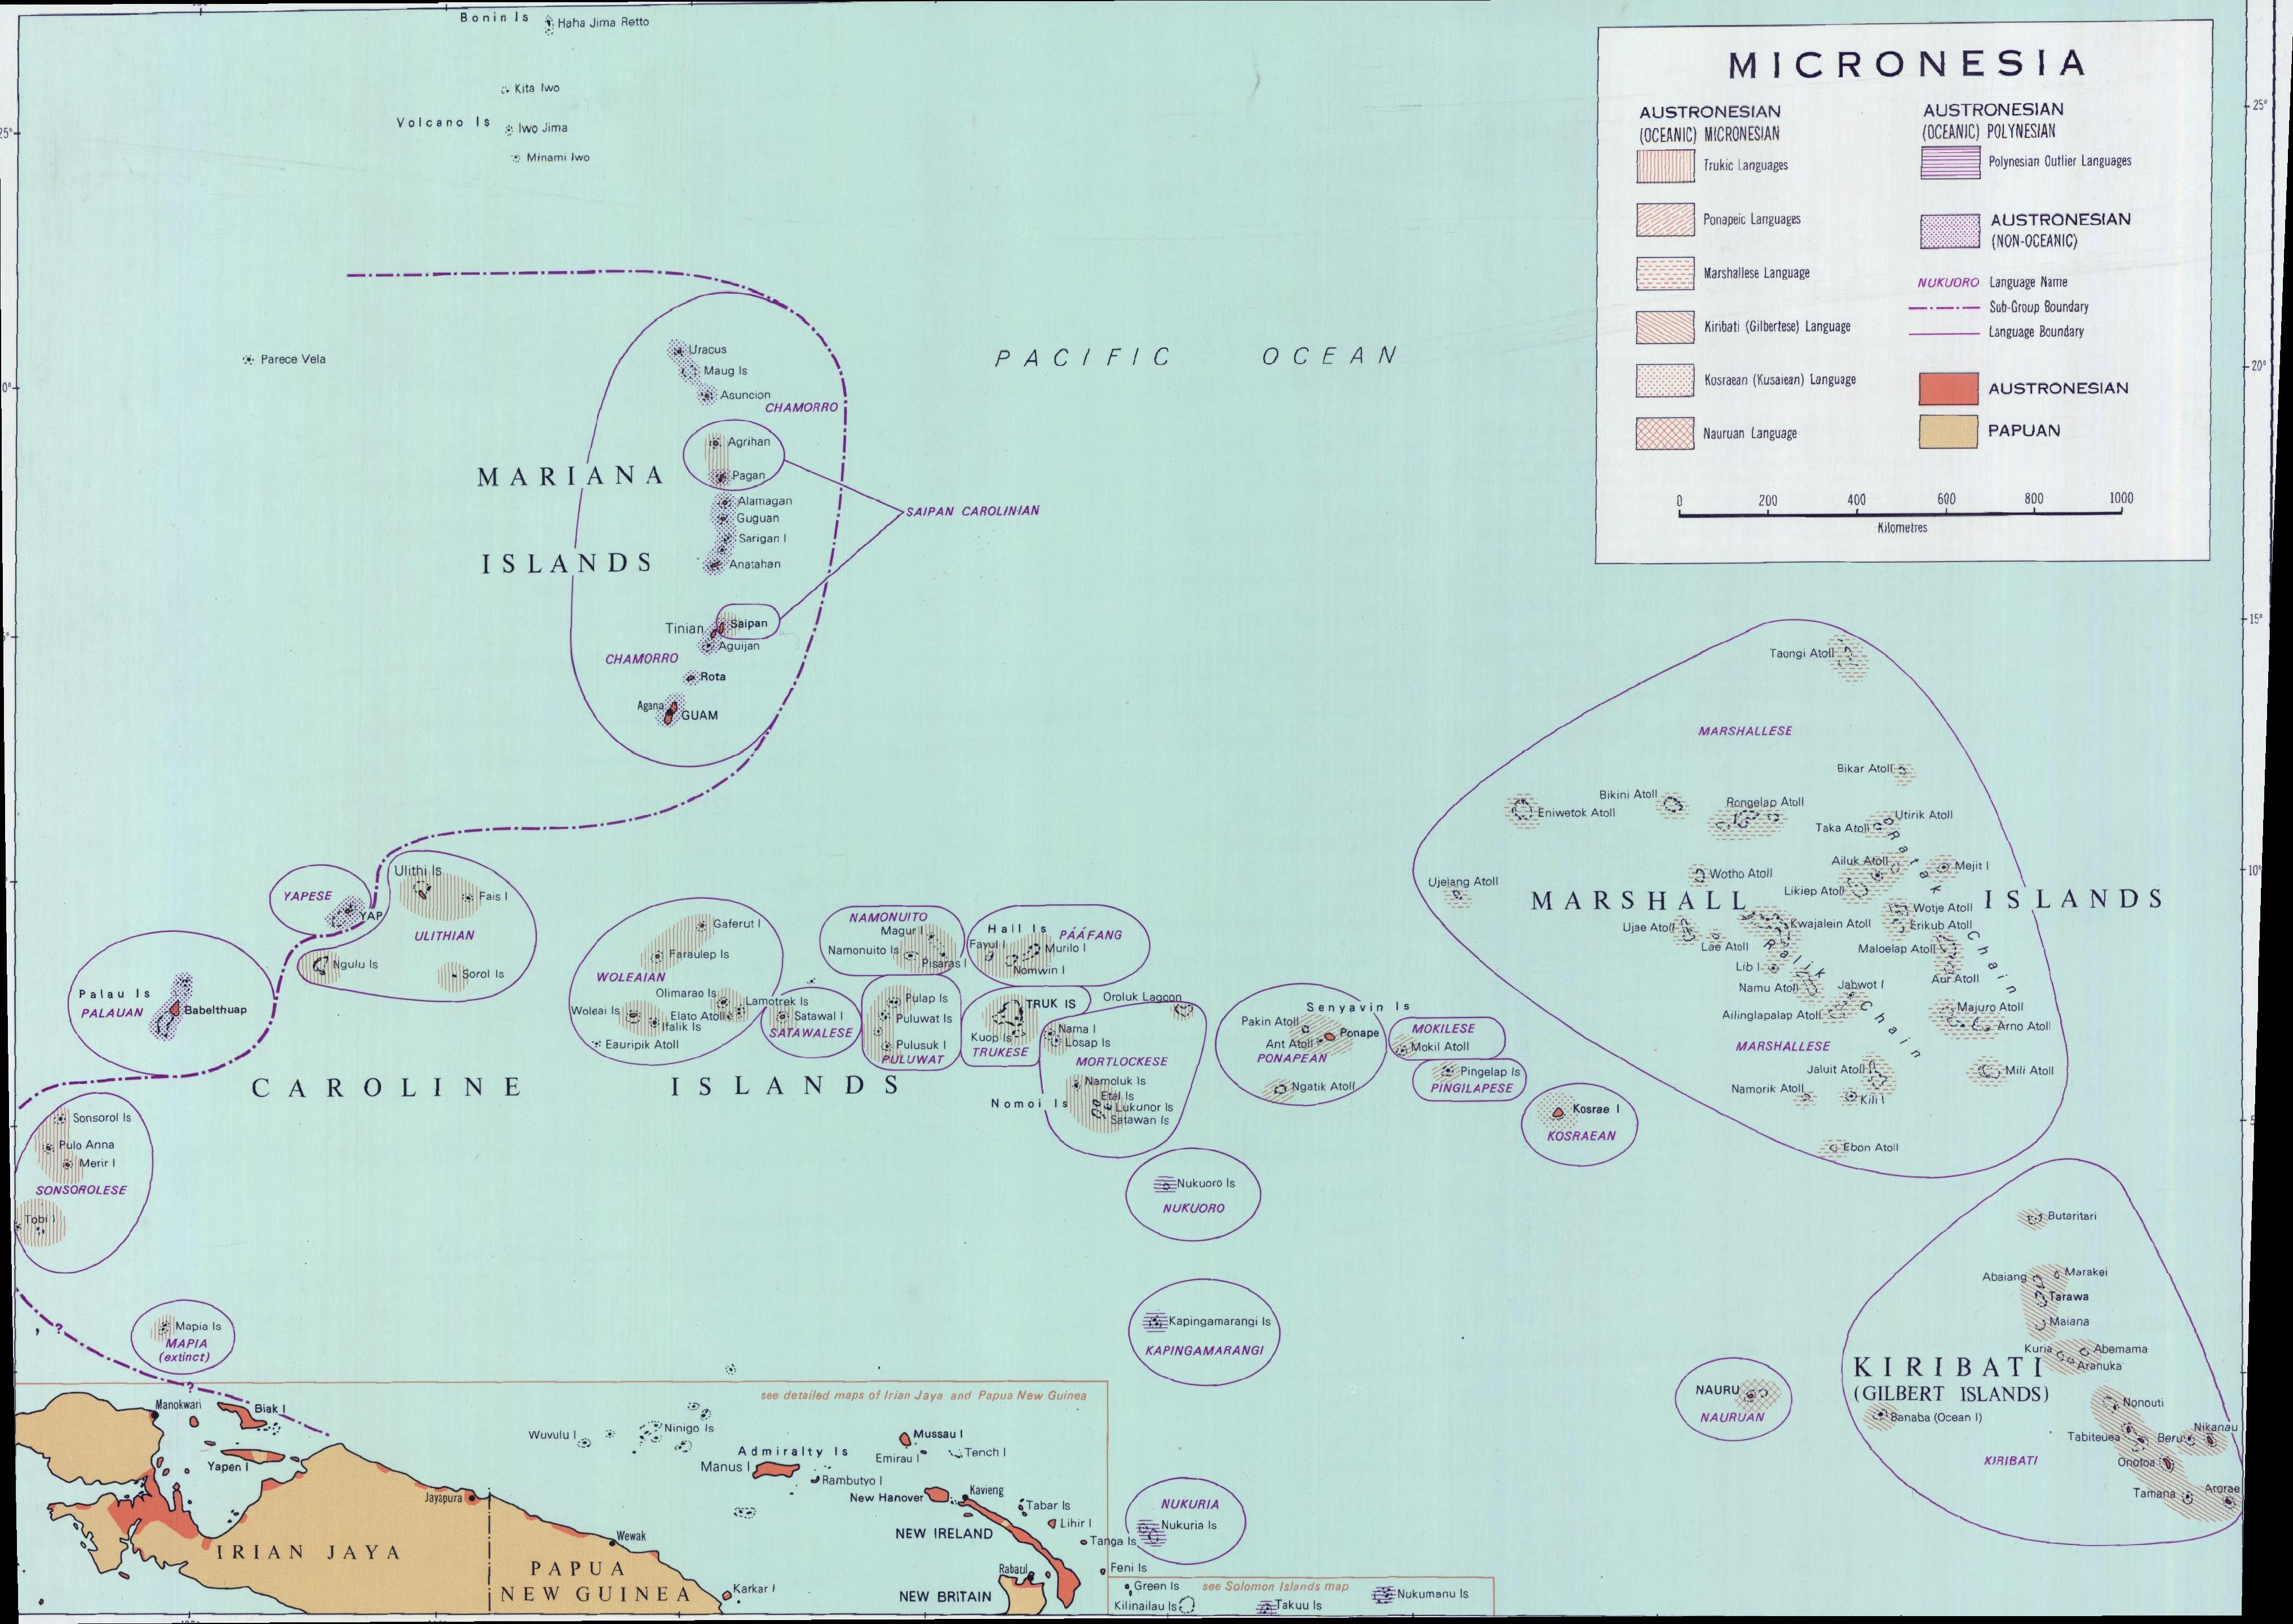 Bonin Is
Haha Jima Retto
Kita Iwo
Volcano Is
Iwo Jima
Minami Iwo
Parece Vela
PACIFIC OCEAN
MICRONESIA
AUSTRONESIAN
(OCEANIC) MICRONESIAN
Trukic Languages
Ponapeic Languages
Marshallese Language
Kiribati (Gilbertese) Language
Kosraean (Kusaiean) Language
Nauruan Language
AUSTRONESIAN
(OCEANIC) POLYNESIAN
Polynesian Outlier Languages
AUSTRONESIAN
(NON-OCEANIC)
NUKUORO Language Name
Sub-Group Boundary
Language Boundary
AUSTRONESIAN
PAPUAN
0 200 400 600 800 1000
Kilometres
25°
20°
15°
10°
5°
25°
0°
5°
Uracus
Maug Is
Asuncion
CHAMORRO
Agrihan
Pagan
MARIANA
ISLANDS
Alamagan
Guguan
Sarigan I
Anatahan
SAIPAN CAROLINIAN
Tinian
Saipan
Aguijan
CHAMORRO
Rota
Agana
GUAM
YAPESE
YAP
Ulithi Is
Fais I
ULITHIAN
Ngulu Is
Sorol Is
Palau Is
PALAUAN
Babelthuap
CAROLINE ISLANDS
Gaferut I
Faraulep Is
WOLEAIAN
Olimarao Is
Woleai Is
Elato Atoll
Lamotrek Is
Ifalik Is
Eauripik Atoll
Satawal I
SATAWALESE
NAMONUITO
Magur I
Namonuito Is
Pisaras I
Hall Is
PÁÁFANG
Fayul I
Murilo I
Nomwin I
Pulap Is
Puluwat Is
Pulusuk I
PULUWAT
TRUK IS
Kuop Is
TRUKESE
Oroluk Lagoon
Nama I
Losap Is
MORTLOCKESE
Namoluk Is
Nomoi Is
Etal Is
Lukunor Is
Satawan Is
Senyavin Is
Pakin Atoll
Ponape
Ant Atoll
PONAPEAN
Ngatik Atoll
MOKILESE
Mokil Atoll
Pingelap Is
PINGILAPESE
Kosrae I
KOSRAEAN
Taongi Atoll
MARSHALLESE
Bikar Atoll
Bikini Atoll
Eniwetok Atoll
Rongelap Atoll
Utirik Atoll
Taka Atoll
Ailuk Atoll
Mejit I
Wotho Atoll
Likiep Atoll
Ujelang Atoll
MARSHALL ISLANDS
Wotje Atoll
Ujae Atoll
Kwajalein Atoll
Erikub Atoll
Lae Atoll
Maloelap Atoll
Lib I
Aur Atoll
Namu Atoll
Jabwot I
Ratak Chain
Ralik Chain
Ailinglapalap Atoll
Majuro Atoll
Arno Atoll
MARSHALLESE
Jaluit Atoll
Mili Atoll
Namorik Atoll
Kili I
Ebon Atoll
Sonsorol Is
Pulo Anna
Merir I
SONSOROLESE
Tobi I
Nukuoro Is
NUKUORO
Kapingamarangi Is
KAPINGAMARANGI
?
Mapia Is
MAPIA
(extinct)
?
Butaritari
Marakei
Abaiang
Tarawa
Maiana
Kuria
Abemama
Aranuka
KIRIBATI
(GILBERT ISLANDS)
Banaba (Ocean I)
Nonouti
Tabiteuea
Beru
Nikanau
Onotoa
Tamana
Arorae
KIRIBATI
NAURU
NAURUAN
see detailed maps of Irian Jaya and Papua New Guinea
Manokwari
Biak I
Yapen I
Jayapura
IRIAN JAYA
PAPUA
NEW GUINEA
Wewak
Karkar I
Wuvulu I
Ninigo Is
Admiralty Is
Manus I
Rambutyo I
Mussau I
Emirau I
Tench I
New Hanover
Kavieng
Tabar Is
Lihir I
NEW IRELAND
Tanga Is
Rabaul
Feni Is
NEW BRITAIN
NUKURIA
Nukuria Is
Green Is
see Solomon Islands map
Kilinailau Is
Takuu Is
Nukumanu Is